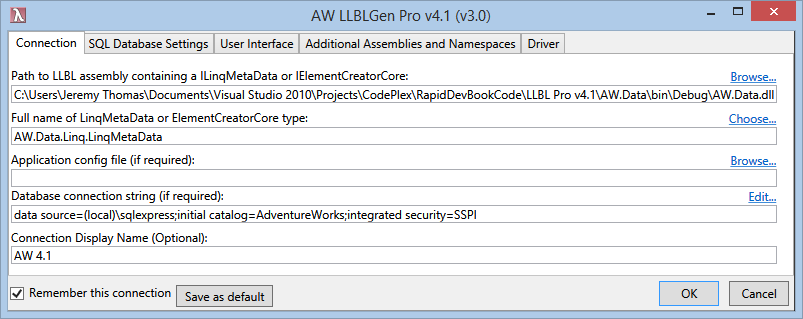 AW LLBLGen Pro v4.1 (v3.0)
Connection SQL Database Settings User Interface Additional Assemblies and Namespaces Driver
Path to LLBL assembly containing a ILinqMetaData or IElementCreatorCore: Browse...
C:\Users\Jeremy Thomas\Documents\Visual Studio 2010\Projects\CodePlex\RapidDevBookCode\LLBL Pro v4.1\AW.Data\bin\Debug\AW.Data.dll
Full name of LinqMetaData or ElementCreatorCore type: Choose...
AW.Data.Linq.LinqMetaData
Application config file (if required): Browse...
Database connection string (if required): Edit...
data source=(local)\sqlexpress;initial catalog=AdventureWorks;integrated security=SSPI
Connection Display Name (Optional):
AW 4.1
Remember this connection Save as default OK Cancel